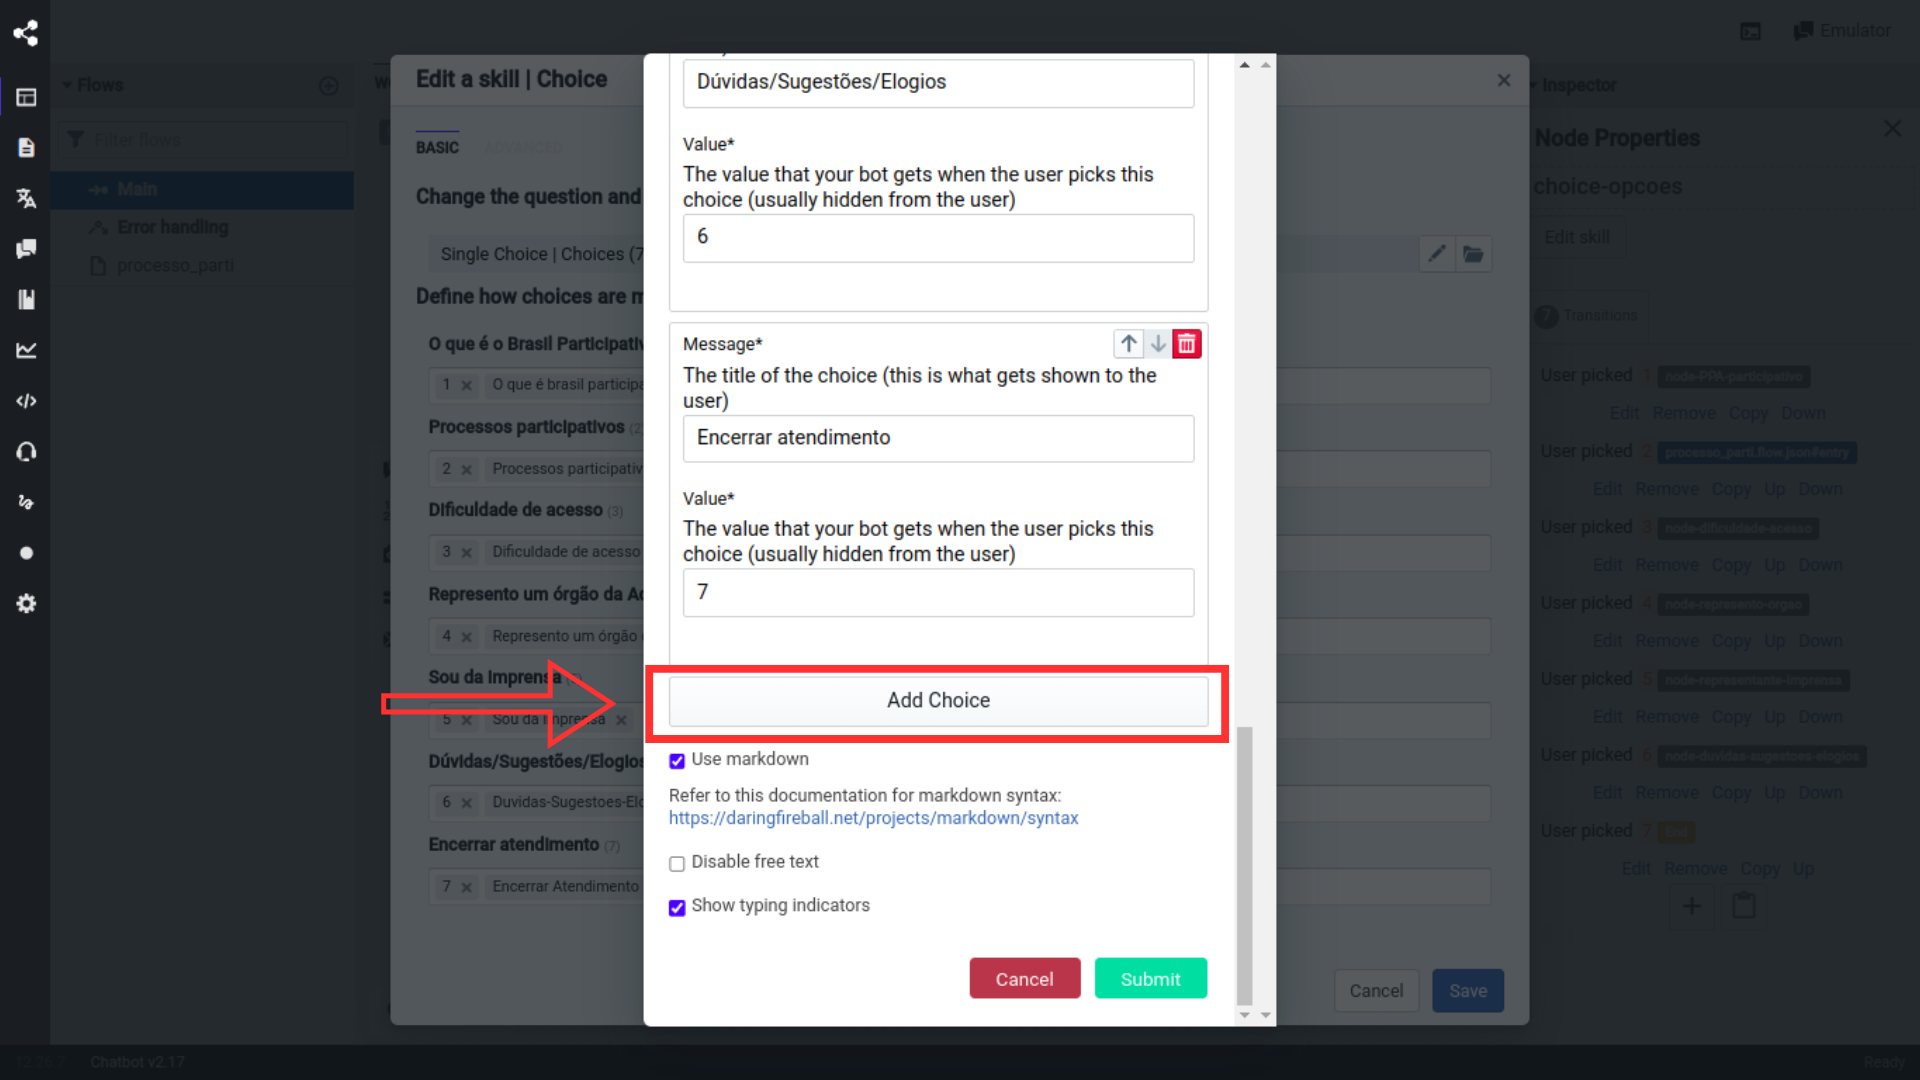 Emulator
Flows
Filter flows
Main
Error handling
processo_parti
Edit a skill | Choice
BASIC
ADVANCED
Change the question and
Single Choice | Choices (7
Define how choices are m
O que é o Brasil Participativ
1 × O que é brasil participa
Processos participativos (2)
2 × Processos participativ
Dificuldade de acesso (3)
3 × Dificuldade de acesso
Represento um órgão da Ad
4 × Represento um órgão
Sou da Imprensa
5 × Sou da Imprensa ×
Dúvidas/Sugestões/Elogios
6 × Duvidas-Sugestoes-Elo
Encerrar atendimento (7)
7 × Encerrar Atendimento
Cancel
Save
Dúvidas/Sugestões/Elogios
Value*
The value that your bot gets when the user picks this
choice (usually hidden from the user)
6
Message*
The title of the choice (this is what gets shown to the
user)
Encerrar atendimento
Value*
The value that your bot gets when the user picks this
choice (usually hidden from the user)
7
Add Choice
Use markdown
Refer to this documentation for markdown syntax:
https://daringfireball.net/projects/markdown/syntax
Disable free text
Show typing indicators
Cancel
Submit
Inspector
Node Properties
choice-opcoes
Edit skill
7 Transitions
User picked 1 node-PPA-participativo
Edit Remove Copy Down
User picked 2 processo_parti.flow.json#entry
Edit Remove Copy Up Down
User picked 3 node-dificuldade-acesso
Edit Remove Copy Up Down
User picked 4 node-represento-orgao
Edit Remove Copy Up Down
User picked 5 node-representante-imprensa
Edit Remove Copy Up Down
User picked 6 node-duvidas-sugestoes-elogios
Edit Remove Copy Up Down
User picked 7 End
Edit Remove Copy Up
Chatbot v2.17
Ready